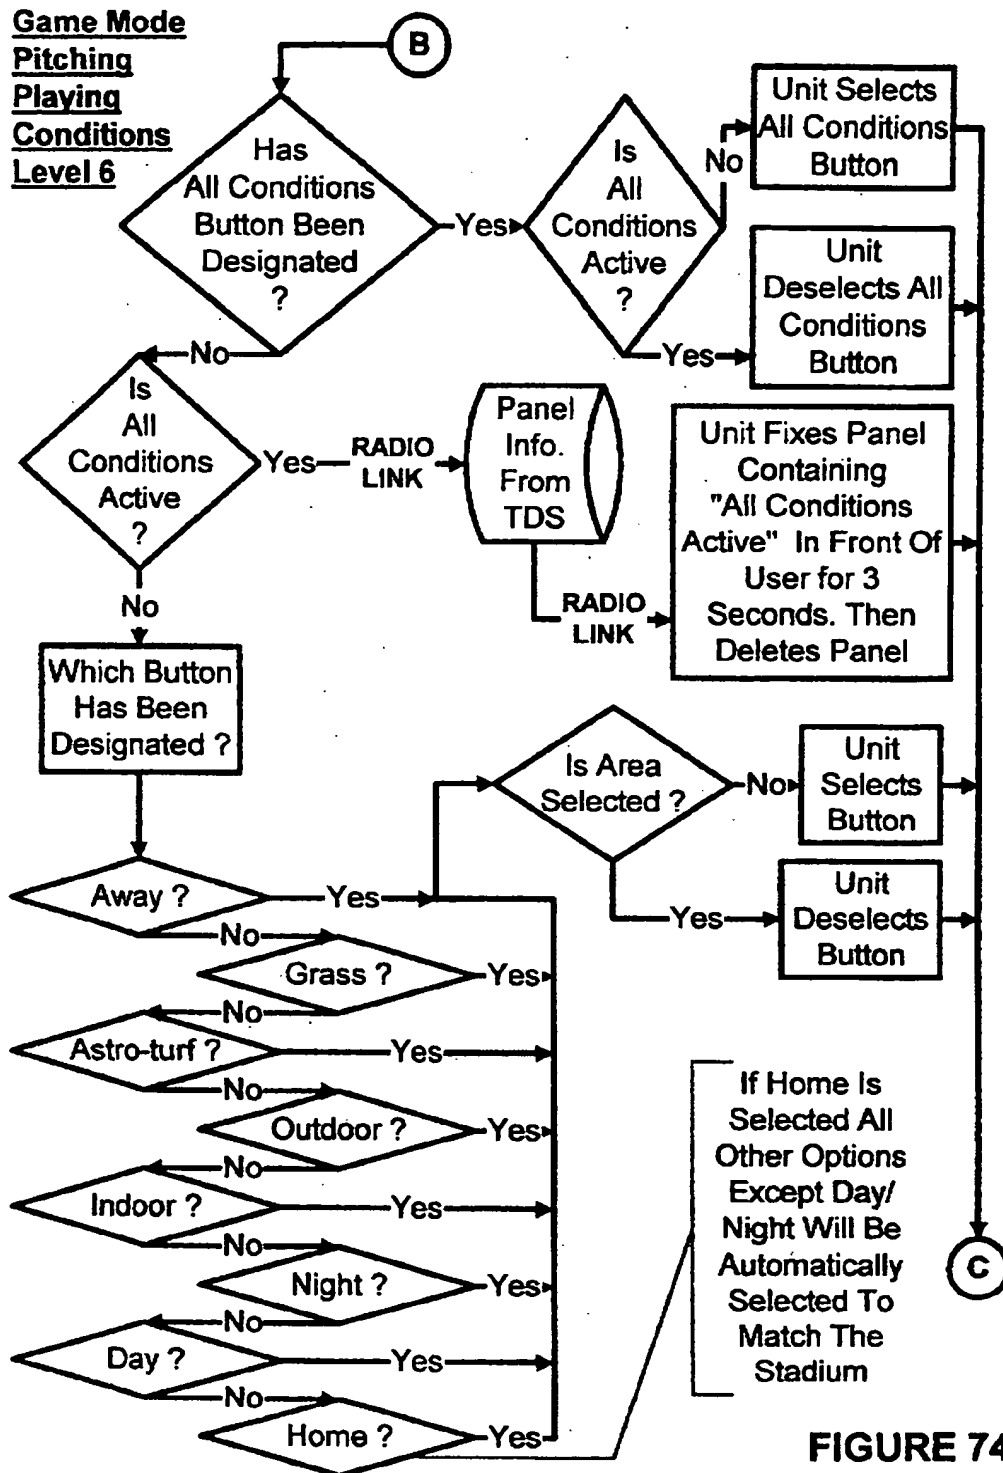 Game Mode
Pitching
Playing
Conditions
Level 6
B
Has
All Conditions
Button Been
Designated
?
Yes
Is
All
Conditions
Active
?
No
Unit Selects
All Conditions
Button
Yes
Unit
Deselects All
Conditions
Button
No
Is
All
Conditions
Active
?
Yes
RADIO
LINK
Panel
Info.
From
TDS
RADIO
LINK
Unit Fixes Panel
Containing
"All Conditions
Active" In Front Of
User for 3
Seconds. Then
Deletes Panel
No
Which Button
Has Been
Designated ?
Is Area
Selected ?
No
Unit
Selects
Button
Yes
Unit
Deselects
Button
Away ?
Yes
No
Grass ?
Yes
No
Astro-turf ?
Yes
No
Outdoor ?
Yes
No
Indoor ?
Yes
No
Night ?
Yes
No
Day ?
Yes
No
Home ?
Yes
If Home Is
Selected All
Other Options
Except Day/
Night Will Be
Automatically
Selected To
Match The
Stadium
C
FIGURE 74